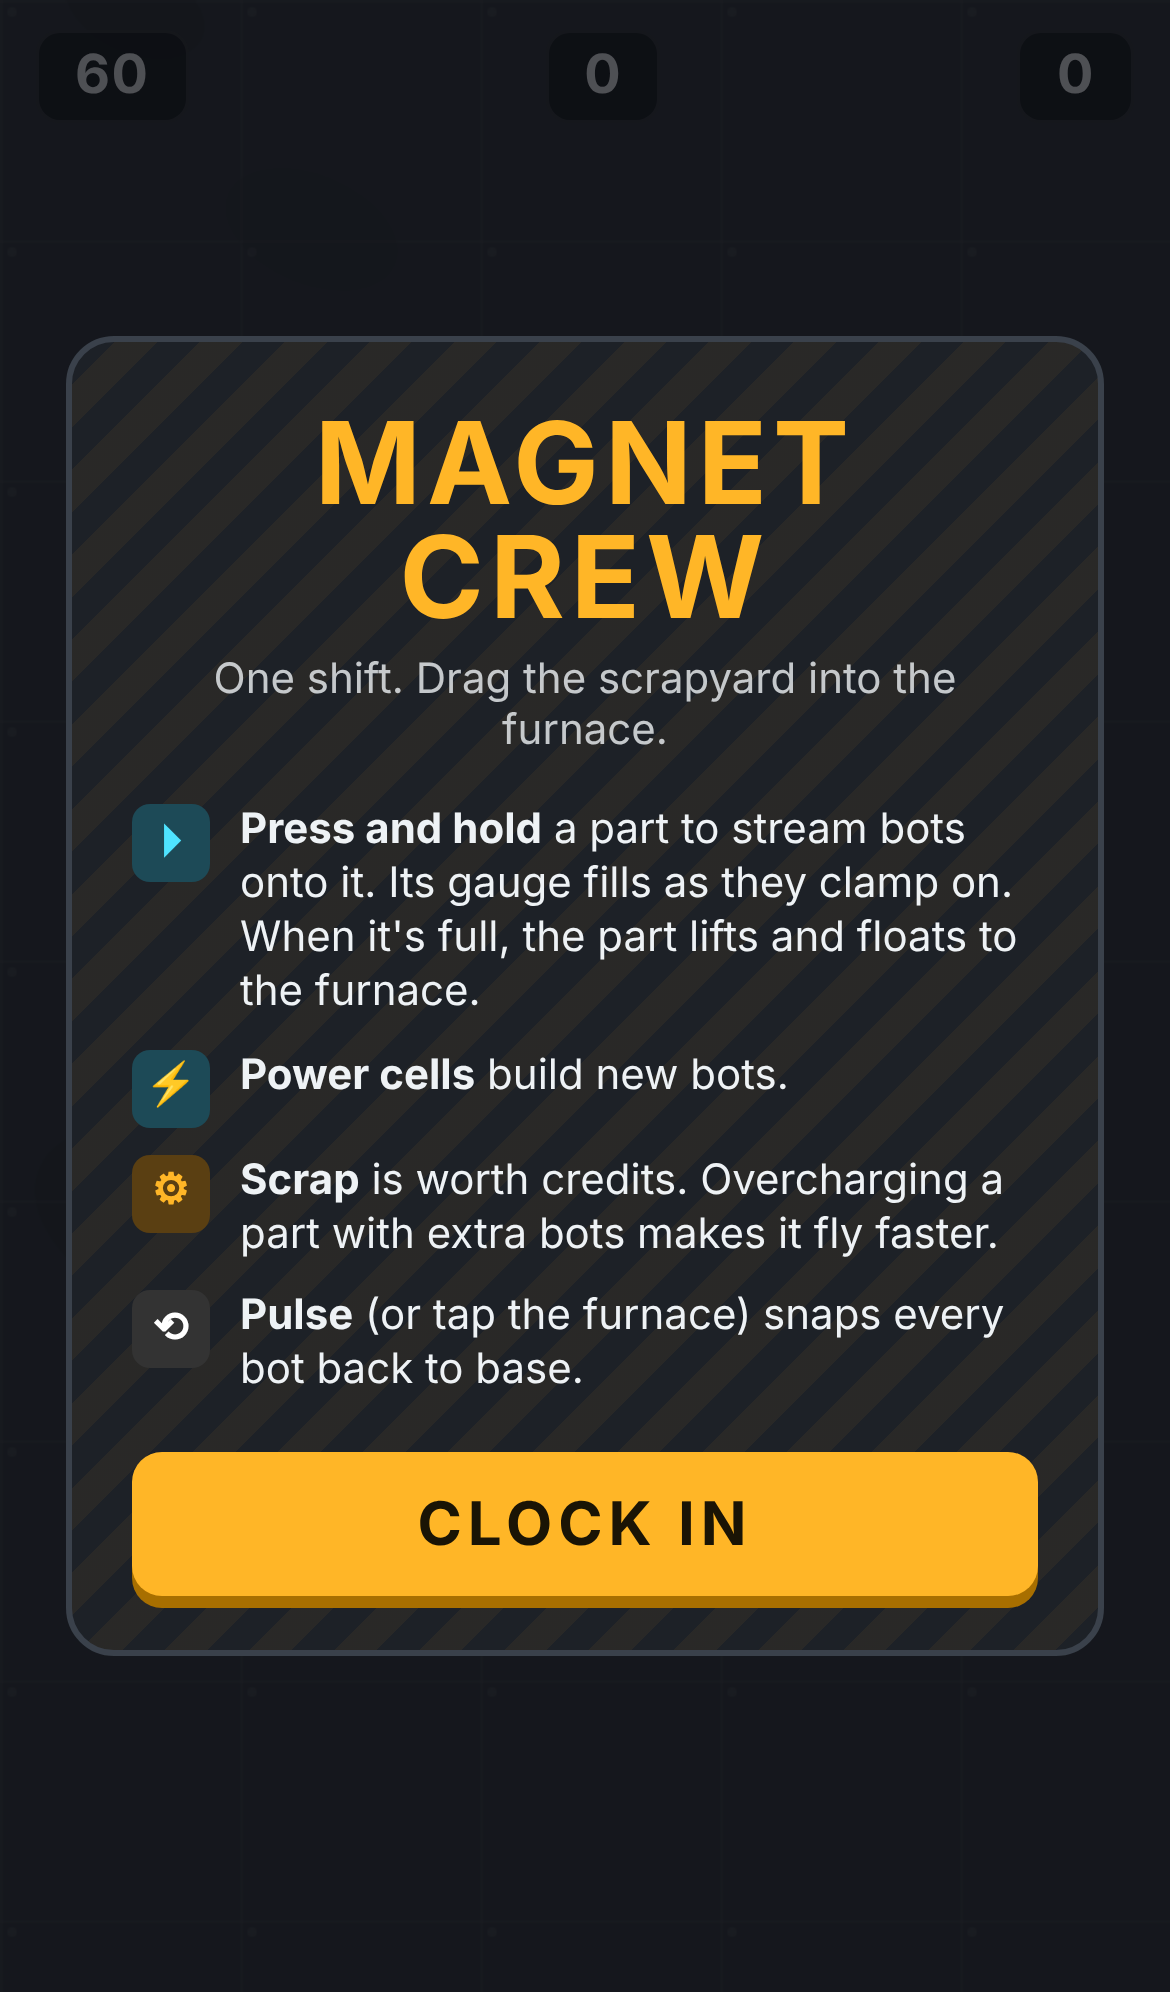 60 0 0
MAGNET
CREW
One shift. Drag the scrapyard into the
furnace.
Press and hold a part to stream bots
onto it. Its gauge fills as they clamp on.
When it's full, the part lifts and floats to
the furnace.
Power cells build new bots.
Scrap is worth credits. Overcharging a
part with extra bots makes it fly faster.
Pulse (or tap the furnace) snaps every
bot back to base.
CLOCK IN